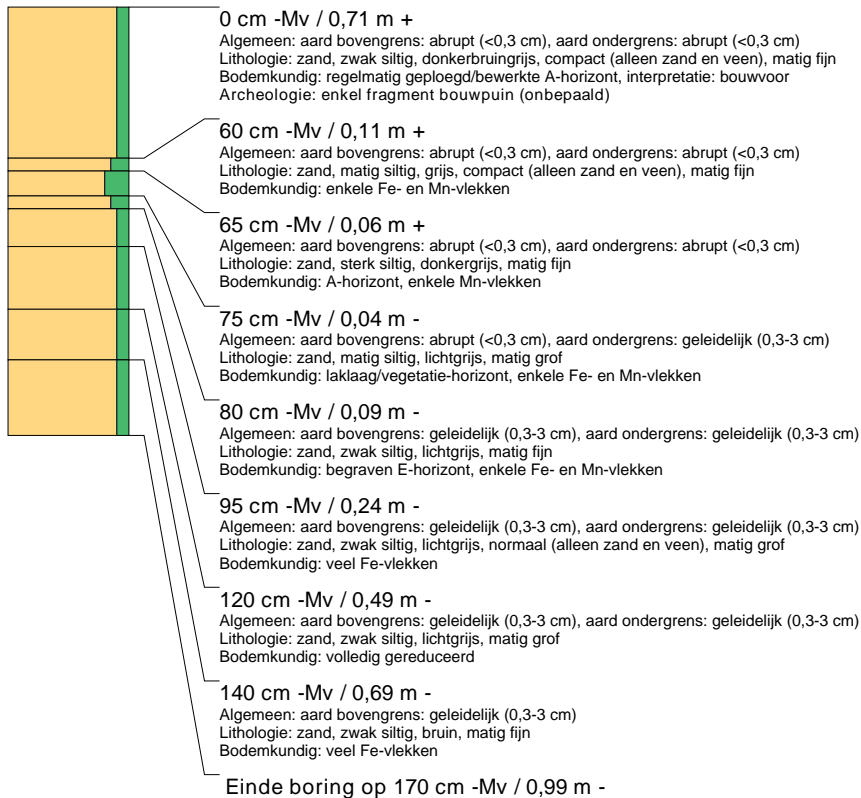 0 cm -Mv / 0,71 m +
Algemeen: aard bovengrens: abrupt (<0,3 cm), aard ondergrens: abrupt (<0,3 cm)
Lithologie: zand, zwak siltig, donkerbruingrijs, compact (alleen zand en veen), matig fijn
Bodemkundig: regelmatig geploegd/bewerkte A-horizont, interpretatie: bouwvoor
Archeologie: enkel fragment bouwpuin (onbepaald)
60 cm -Mv / 0,11 m +
Algemeen: aard bovengrens: abrupt (<0,3 cm), aard ondergrens: abrupt (<0,3 cm)
Lithologie: zand, matig siltig, grijs, compact (alleen zand en veen), matig fijn
Bodemkundig: enkele Fe- en Mn-vlekken
65 cm -Mv / 0,06 m +
Algemeen: aard bovengrens: abrupt (<0,3 cm), aard ondergrens: abrupt (<0,3 cm)
Lithologie: zand, sterk siltig, donkergrijs, matig fijn
Bodemkundig: A-horizont, enkele Mn-vlekken
75 cm -Mv / 0,04 m -
Algemeen: aard bovengrens: abrupt (<0,3 cm), aard ondergrens: geleidelijk (0,3-3 cm)
Lithologie: zand, matig siltig, lichtgrijs, matig grof
Bodemkundig: laklaag/vegetatie-horizont, enkele Fe- en Mn-vlekken
80 cm -Mv / 0,09 m -
Algemeen: aard bovengrens: geleidelijk (0,3-3 cm), aard ondergrens: geleidelijk (0,3-3 cm)
Lithologie: zand, zwak siltig, lichtgrijs, matig fijn
Bodemkundig: begraven E-horizont, enkele Fe- en Mn-vlekken
95 cm -Mv / 0,24 m -
Algemeen: aard bovengrens: geleidelijk (0,3-3 cm), aard ondergrens: geleidelijk (0,3-3 cm)
Lithologie: zand, zwak siltig, lichtgrijs, normaal (alleen zand en veen), matig grof
Bodemkundig: veel Fe-vlekken
120 cm -Mv / 0,49 m -
Algemeen: aard bovengrens: geleidelijk (0,3-3 cm), aard ondergrens: geleidelijk (0,3-3 cm)
Lithologie: zand, zwak siltig, lichtgrijs, matig grof
Bodemkundig: volledig gereduceerd
140 cm -Mv / 0,69 m -
Algemeen: aard bovengrens: geleidelijk (0,3-3 cm)
Lithologie: zand, zwak siltig, bruin, matig fijn
Bodemkundig: veel Fe-vlekken
Einde boring op 170 cm -Mv / 0,99 m -